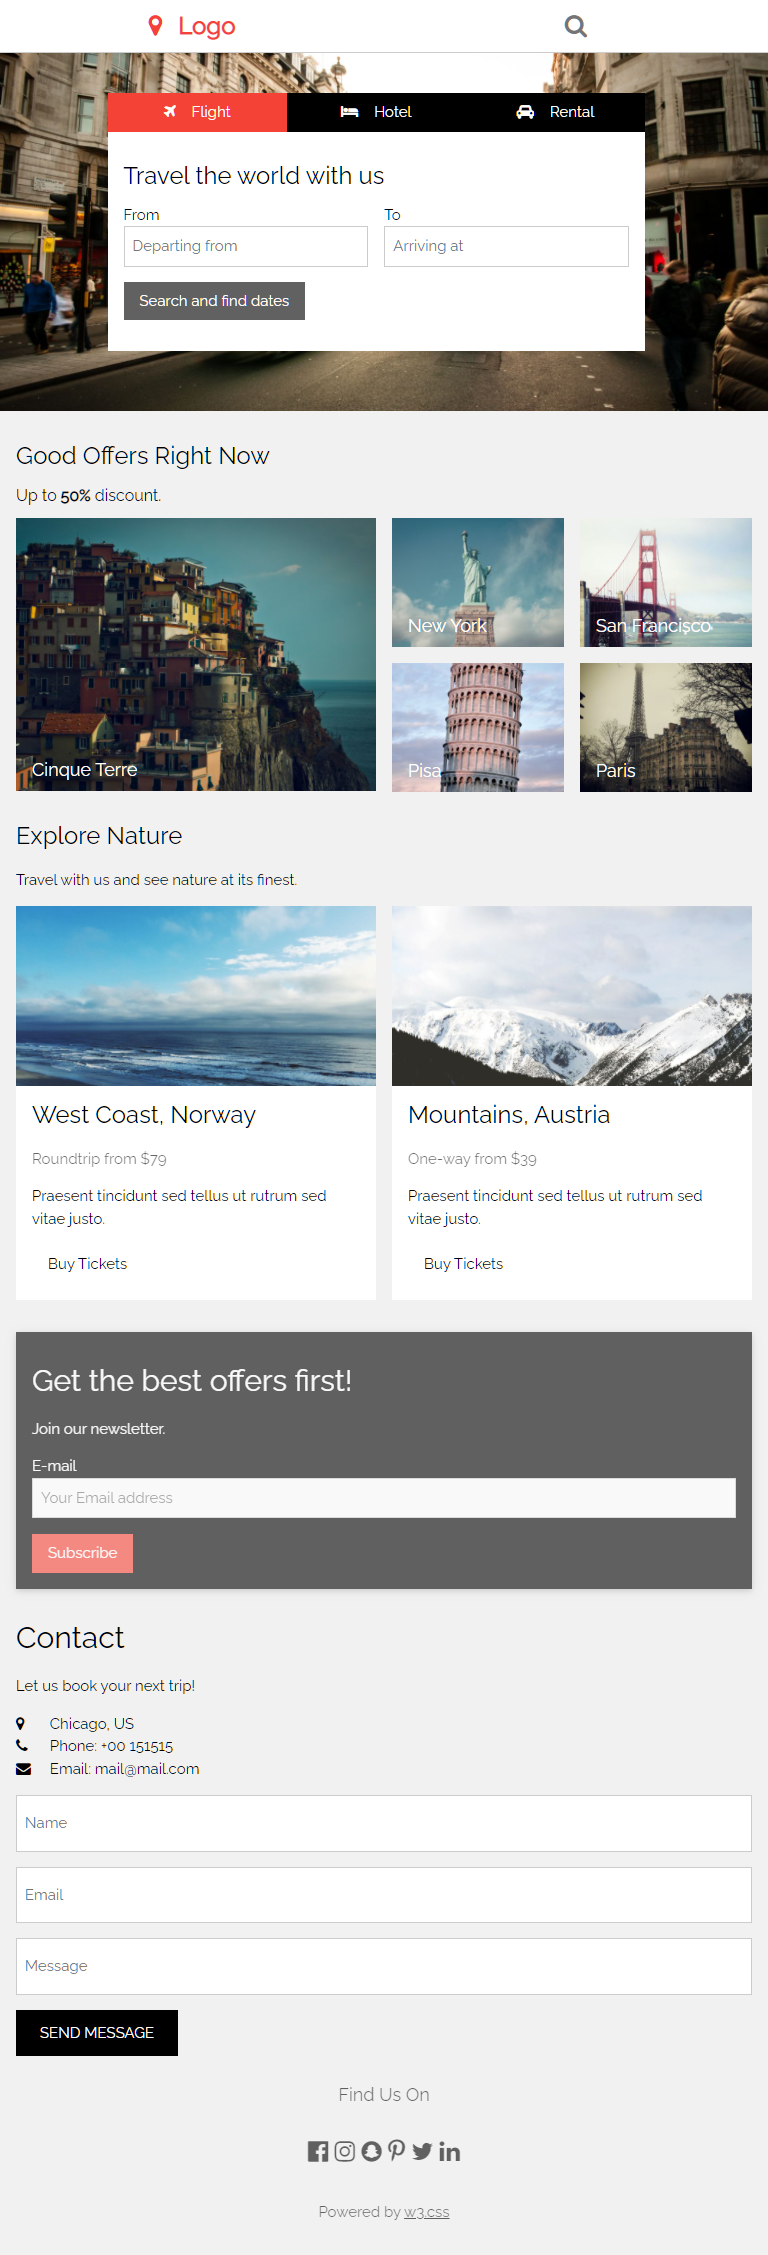 Logo
Flight Hotel Rental
Travel the world with us
From To
Departing from Arriving at
Search and find dates
Good Offers Right Now
Up to 50% discount.
New York San Francisco
Cinque Terre Pisa Paris
Explore Nature
Travel with us and see nature at its finest.
West Coast, Norway
Roundtrip from $79
Praesent tincidunt sed tellus ut rutrum sed
vitae justo.
Buy Tickets
Mountains, Austria
One-way from $39
Praesent tincidunt sed tellus ut rutrum sed
vitae justo.
Buy Tickets
Get the best offers first!
Join our newsletter.
E-mail
Your Email address
Subscribe
Contact
Let us book your next trip!
Chicago, US
Phone: +00 151515
Email: mail@mail.com
Name
Email
Message
SEND MESSAGE
Find Us On
Powered by w3.css